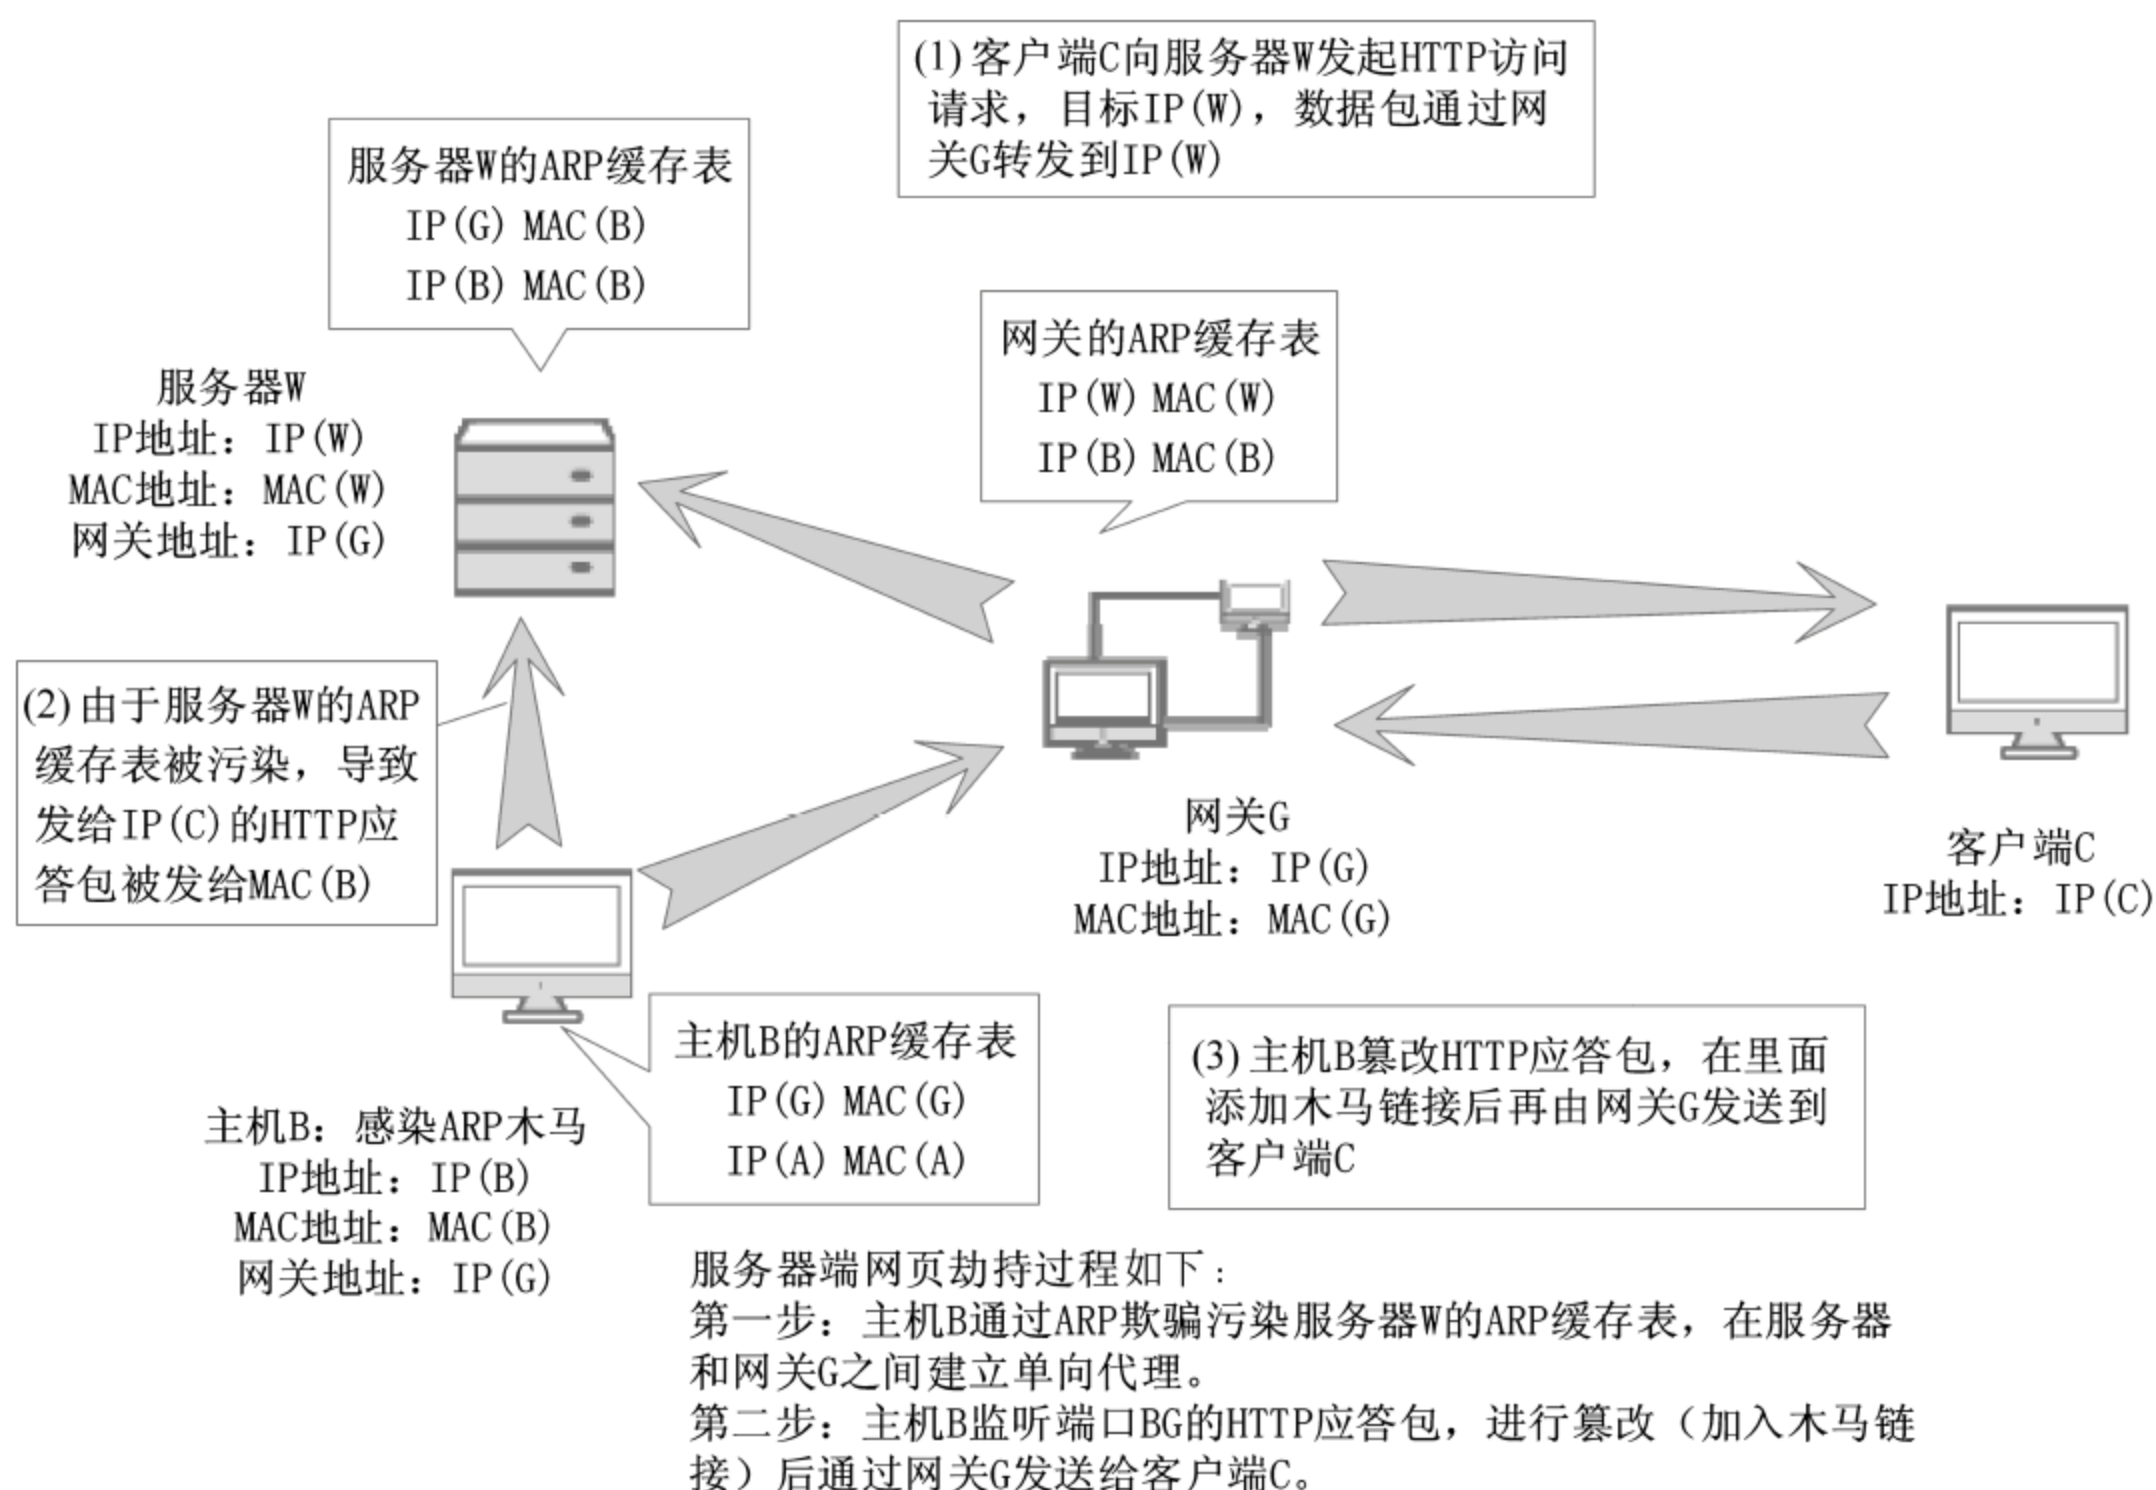 (1) 客户端C向服务器W发起HTTP访问
请求，目标IP(W)，数据包通过网
关G转发到IP(W)
服务器W的ARP缓存表
IP(G) MAC(B)
IP(B) MAC(B)
网关的ARP缓存表
IP(W) MAC(W)
IP(B) MAC(B)
服务器W
IP地址：IP(W)
MAC地址：MAC(W)
网关地址：IP(G)
(2) 由于服务器W的ARP
缓存表被污染，导致
发给IP(C)的HTTP应
答包被发给MAC(B)
网关G
IP地址：IP(G)
MAC地址：MAC(G)
客户端C
IP地址：IP(C)
主机B的ARP缓存表
IP(G) MAC(G)
IP(A) MAC(A)
(3) 主机B篡改HTTP应答包，在里面
添加木马链接后再由网关G发送到
客户端C
主机B：感染ARP木马
IP地址：IP(B)
MAC地址：MAC(B)
网关地址：IP(G)
服务器端网页劫持过程如下：
第一步：主机B通过ARP欺骗污染服务器W的ARP缓存表，在服务器
和网关G之间建立单向代理。
第二步：主机B监听端口BG的HTTP应答包，进行篡改（加入木马链
接）后通过网关G发送给客户端C。